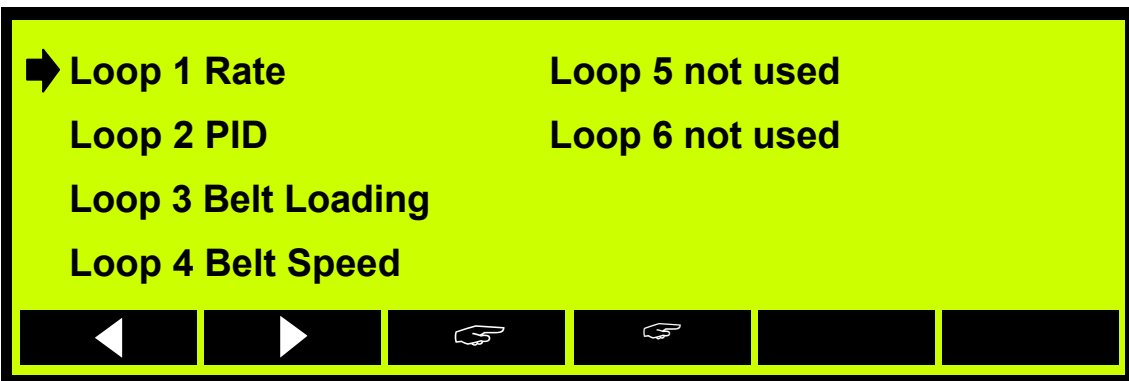 Loop 1 Rate
Loop 2 PID
Loop 3 Belt Loading
Loop 4 Belt Speed
Loop 5 not used
Loop 6 not used